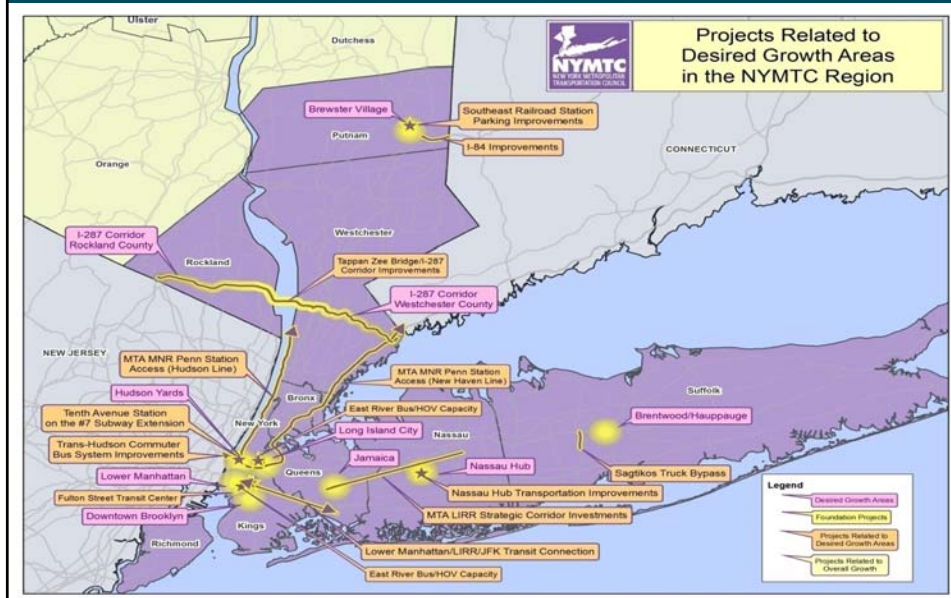 Projects Related to
Desired Growth Areas
in the NYMTC Region
NYMTC
NEW YORK METROPOLITAN
TRANSPORTATION COUNCIL
Ulster
Dutchess
Brewster Village
Southeast Railroad Station
Parking Improvements
Putnam
I-84 Improvements
CONNECTICUT
Orange
Westchester
I-287 Corridor
Rockland County
Rockland
Tappan Zee Bridge/I-287
Corridor Improvements
I-287 Corridor
Westchester County
NEW JERSEY
MTA MNR Penn Station
Access (Hudson Line)
MTA MNR Penn Station
Access (New Haven Line)
Suffolk
Hudson Yards
Bronx
East River Bus/HOV Capacity
Brentwood/Hauppauge
Tenth Avenue Station
on the #7 Subway Extension
New York
Long Island City
Nassau
Trans-Hudson Commuter
Bus System Improvements
Queens
Jamaica
Nassau Hub
Sagtikos Truck Bypass
Lower Manhattan
Nassau Hub Transportation Improvements
Fulton Street Transit Center
MTA LIRR Strategic Corridor Investments
Downtown Brooklyn
Kings
Richmond
Lower Manhattan/LIRR/JFK Transit Connection
East River Bus/HOV Capacity
Legend
Desired Growth Areas
Foundation Projects
Projects Related to
Desired Growth Areas
Projects Related to
Overall Growth